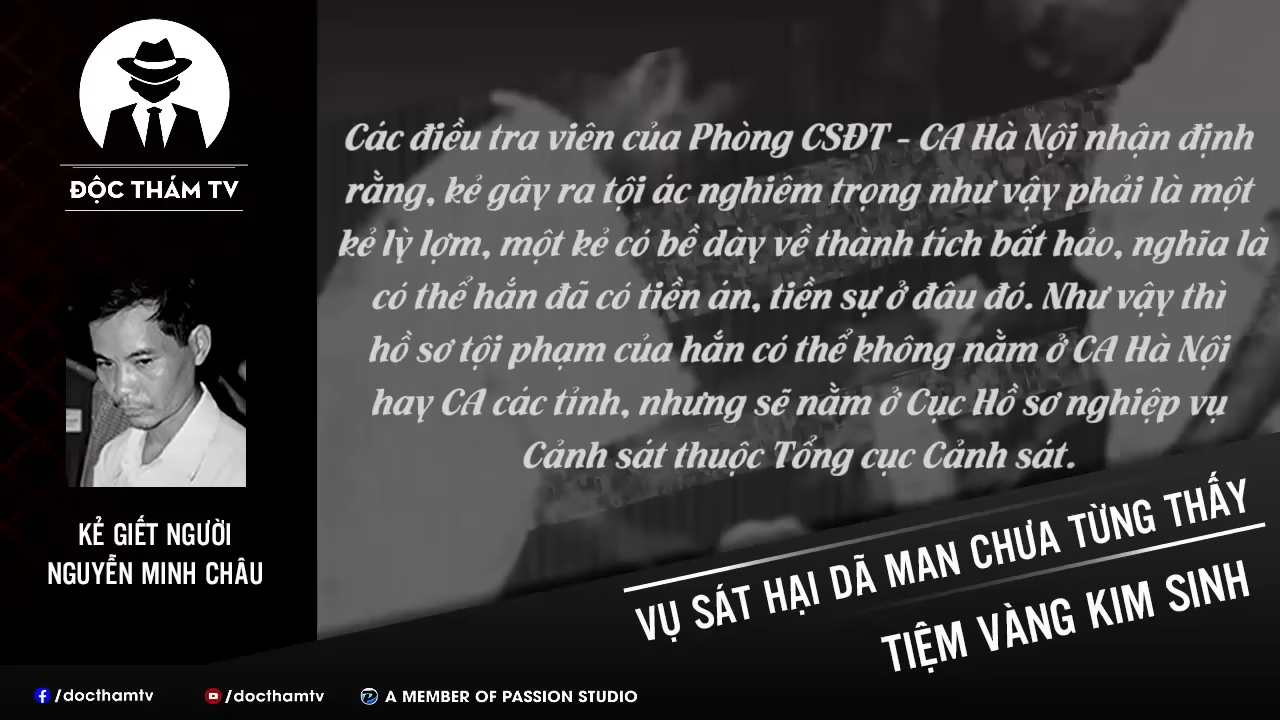 ĐỘC THÁM TV
KẺ GIẾT NGƯỜI
NGUYỄN MINH CHÂU
Các điều tra viên của Phòng CSĐT - CA Hà Nội nhận định
rằng, kẻ gây ra tội ác nghiêm trọng như vậy phải là một
kẻ lỳ lợm, một kẻ có bề dày về thành tích bất hảo, nghĩa là
có thể hắn đã có tiền án, tiền sự ở đâu đó. Như vậy thì
hồ sơ tội phạm của hắn có thể không nằm ở CA Hà Nội
hay CA các tỉnh, nhưng sẽ nằm ở Cục Hồ sơ nghiệp vụ
Cảnh sát thuộc Tổng cục Cảnh sát.
VỤ SÁT HẠI DÃ MAN CHƯA TỪNG THẤY
TIỆM VÀNG KIM SINH
/docthamtv
/docthamtv
A MEMBER OF PASSION STUDIO